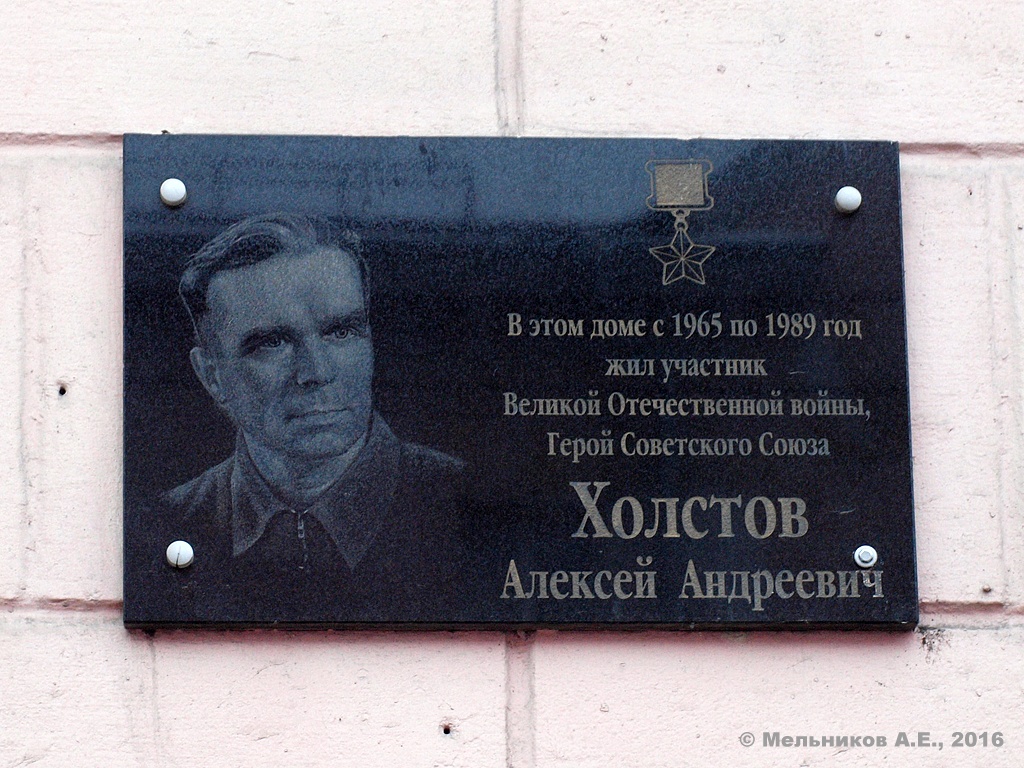 В этом доме с 1965 по 1989 год
жил участник
Великой Отечественной войны,
Герой Советского Союза
Холстов
Алексей Андреевич
© Мельников А.Е., 2016